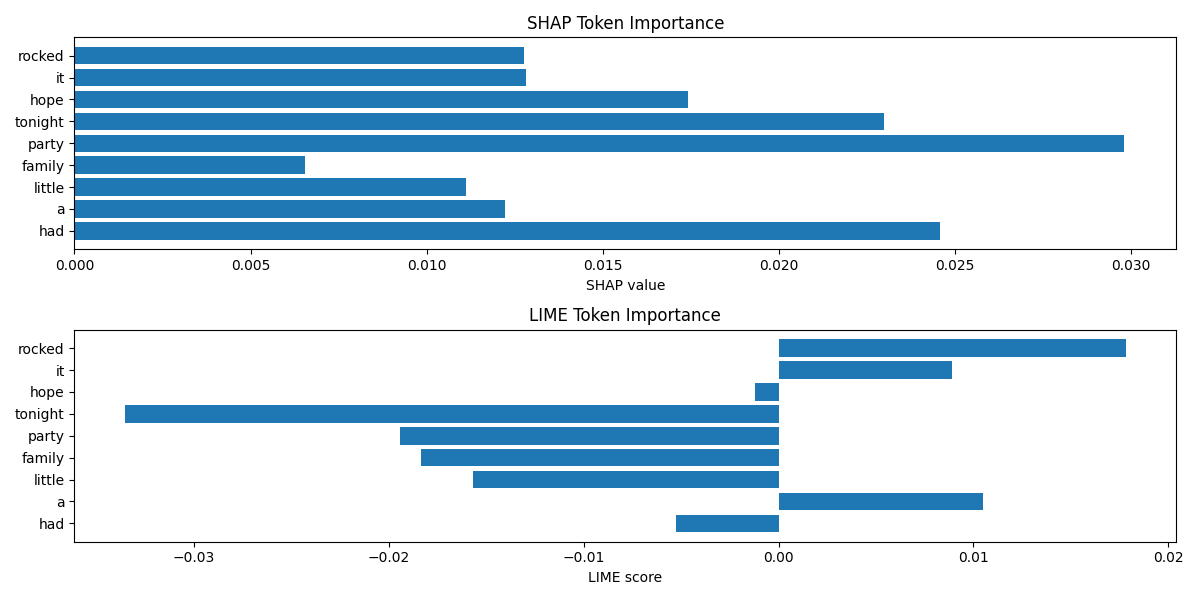 SHAP Token Importance
rocked
it
hope
tonight
party
family
little
a
had
0.000 0.005 0.010 0.015 0.020 0.025 0.030
SHAP value
LIME Token Importance
rocked
it
hope
tonight
party
family
little
a
had
−0.03 −0.02 −0.01 0.00 0.01 0.02
LIME score